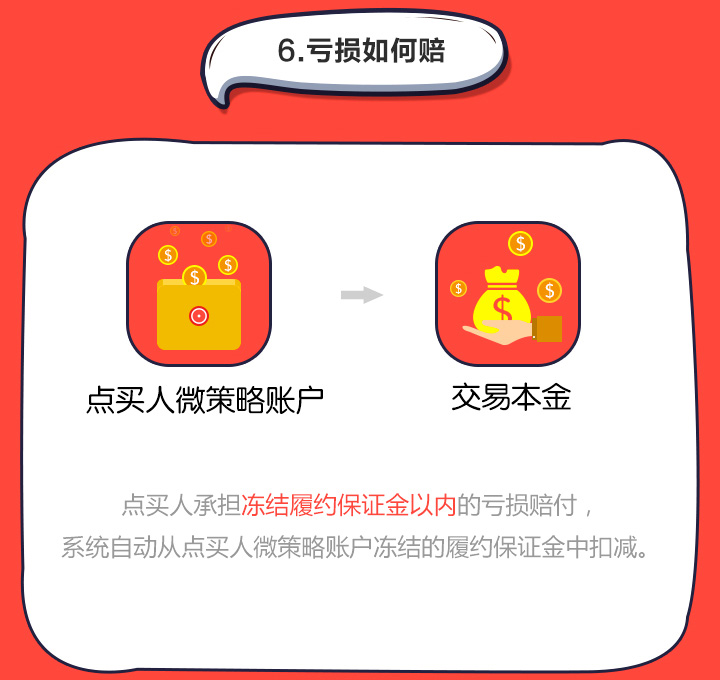 6.亏损如何赔
$ $ $ $ $ $ $ $ $
点买人微策略账户
交易本金
点买人承担冻结履约保证金以内的亏损赔付，
系统自动从点买人微策略账户冻结的履约保证金中扣减。